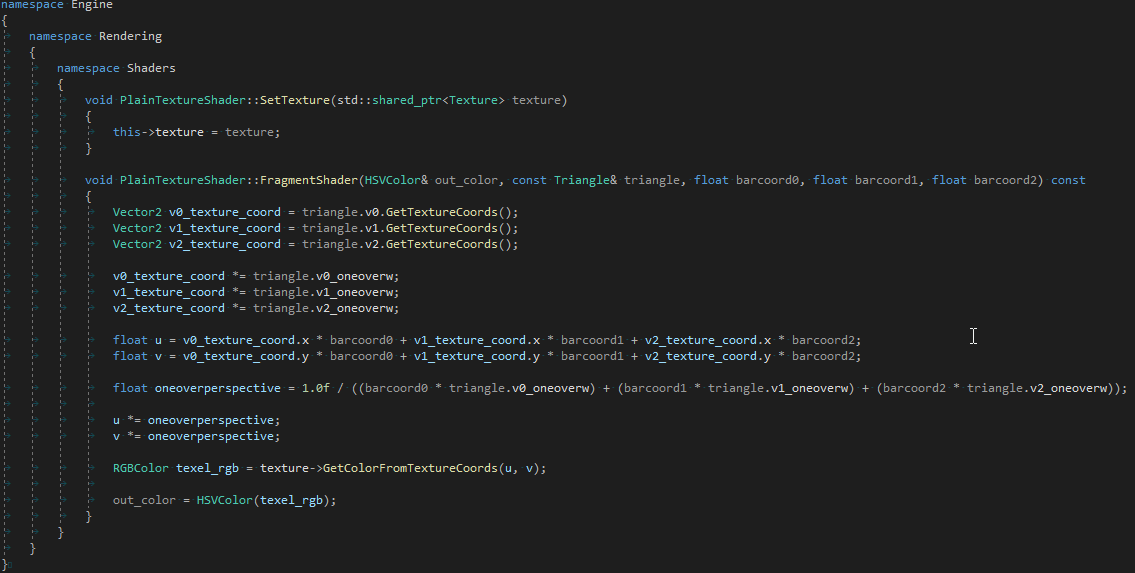 namespace Engine
{
namespace Rendering
{
namespace Shaders
{
void PlainTextureShader::SetTexture(std::shared_ptr<Texture> texture)
{
this->texture = texture;
}
void PlainTextureShader::FragmentShader(HSVColor& out_color, const Triangle& triangle, float barcoord0, float barcoord1, float barcoord2) const
{
Vector2 v0_texture_coord = triangle.v0.GetTextureCoords();
Vector2 v1_texture_coord = triangle.v1.GetTextureCoords();
Vector2 v2_texture_coord = triangle.v2.GetTextureCoords();
v0_texture_coord *= triangle.v0_oneoverw;
v1_texture_coord *= triangle.v1_oneoverw;
v2_texture_coord *= triangle.v2_oneoverw;
float u = v0_texture_coord.x * barcoord0 + v1_texture_coord.x * barcoord1 + v2_texture_coord.x * barcoord2;
float v = v0_texture_coord.y * barcoord0 + v1_texture_coord.y * barcoord1 + v2_texture_coord.y * barcoord2;
float oneoverperspective = 1.0f / ((barcoord0 * triangle.v0_oneoverw) + (barcoord1 * triangle.v1_oneoverw) + (barcoord2 * triangle.v2_oneoverw));
u *= oneoverperspective;
v *= oneoverperspective;
RGBColor texel_rgb = texture->GetColorFromTextureCoords(u, v);
out_color = HSVColor(texel_rgb);
}
}
}
}